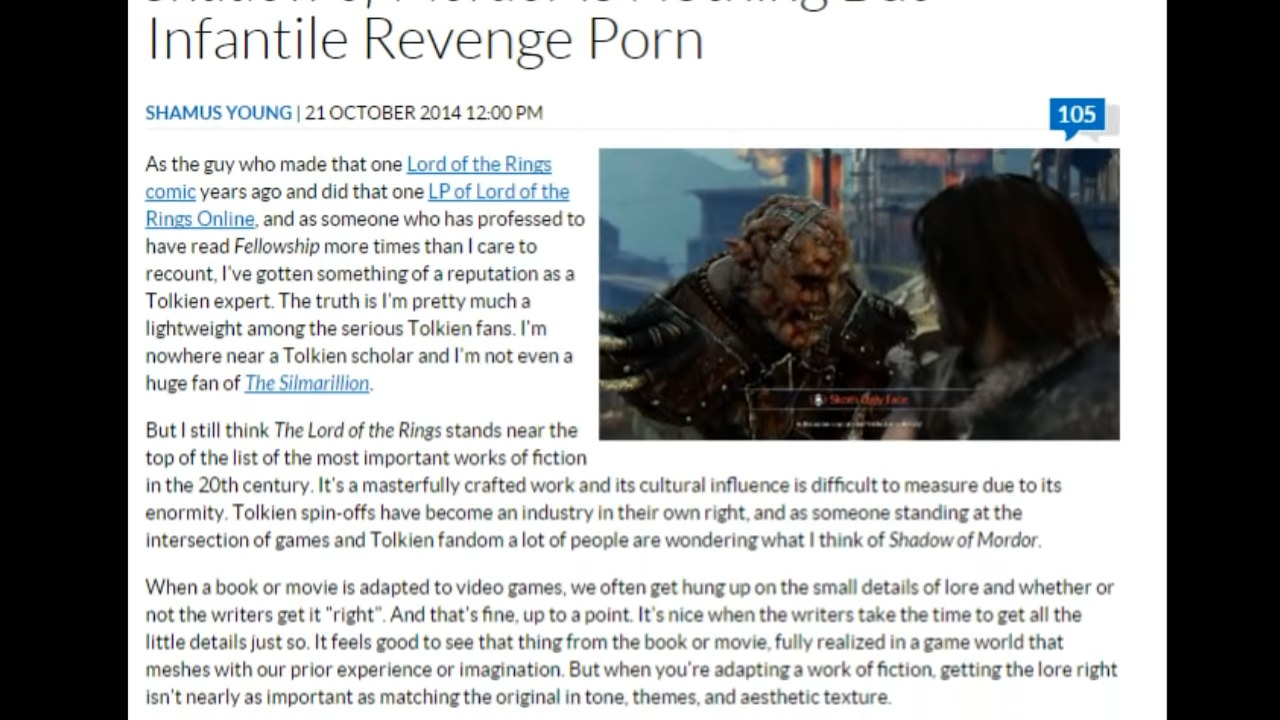 Shadow of Mordor Is Nothing But
Infantile Revenge Porn
SHAMUS YOUNG | 21 OCTOBER 2014 12:00 PM
105
As the guy who made that one Lord of the Rings
comic years ago and did that one LP of Lord of the
Rings Online, and as someone who has professed to
have read Fellowship more times than I care to
recount, I've gotten something of a reputation as a
Tolkien expert. The truth is I'm pretty much a
lightweight among the serious Tolkien fans. I'm
nowhere near a Tolkien scholar and I'm not even a
huge fan of The Silmarillion.
But I still think The Lord of the Rings stands near the
top of the list of the most important works of fiction
in the 20th century. It's a masterfully crafted work and its cultural influence is difficult to measure due to its
enormity. Tolkien spin-offs have become an industry in their own right, and as someone standing at the
intersection of games and Tolkien fandom a lot of people are wondering what I think of Shadow of Mordor.
When a book or movie is adapted to video games, we often get hung up on the small details of lore and whether or
not the writers get it "right". And that's fine, up to a point. It's nice when the writers take the time to get all the
little details just so. It feels good to see that thing from the book or movie, fully realized in a game world that
meshes with our prior experience or imagination. But when you're adapting a work of fiction, getting the lore right
isn't nearly as important as matching the original in tone, themes, and aesthetic texture.